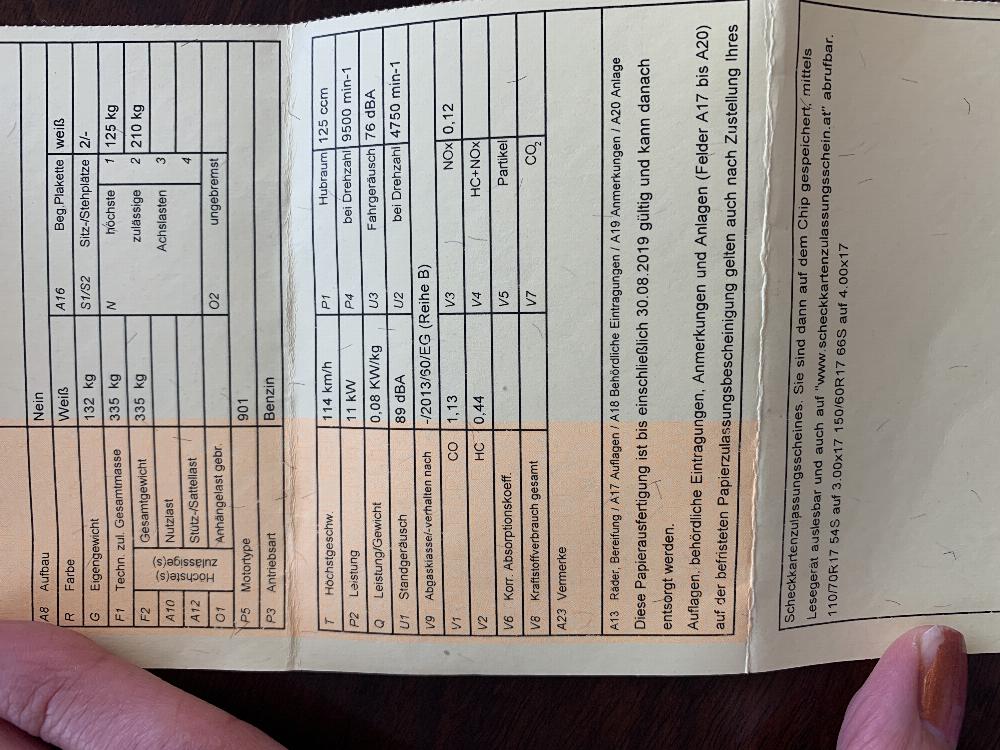 A8 Aufbau Nein
R Farbe Weiß A16 Beg.Plakette weiß
G Eigengewicht 132 kg S1/S2 Sitz-/Stehplätze 2/-
F1 Techn. zul. Gesamtmasse 335 kg N höchste 1 125 kg
Höchste(s) zulässige(s)
F2 Gesamtgewicht 335 kg zulässige 2 210 kg
A10 Nutzlast Achslasten 3
A12 Stütz-/Sattellast 4
O1 Anhängelast gebr. O2 ungebremst
P5 Motortype 901
P3 Antriebsart Benzin
T Höchstgeschw. 114 km/h P1 Hubraum 125 ccm
P2 Leistung 11 kW P4 bei Drehzahl 9500 min-1
Q Leistung/Gewicht 0,08 KW/kg U3 Fahrgeräusch 76 dBA
U1 Standgeräusch 89 dBA U2 bei Drehzahl 4750 min-1
V9 Abgasklasse/-verhalten nach -/2013/60/EG (Reihe B)
V1 CO 1,13 V3 NOx 0,12
V2 HC 0,44 V4 HC+NOx
V6 Korr. Absorptionskoeff. V5 Partikel
V8 Kraftstoffverbrauch gesamt V7 CO2
A23 Vermerke
A13 Räder, Bereifung / A17 Auflagen / A18 Behördliche Eintragungen / A19 Anmerkungen / A20 Anlage
Diese Papierausfertigung ist bis einschließlich 30.08.2019 gültig und kann danach
entsorgt werden.
Auflagen, behördliche Eintragungen, Anmerkungen und Anlagen (Felder A17 bis A20)
auf der befristeten Papierzulassungsbescheinigung gelten auch nach Zustellung Ihres
Scheckkartenzulassungsscheines. Sie sind dann auf dem Chip gespeichert, mittels
Lesegerät auslesbar und auch auf "www.scheckkartenzulassungsschein.at" abrufbar.
110/70R17 54S auf 3.00x17 150/60R17 66S auf 4.00x17